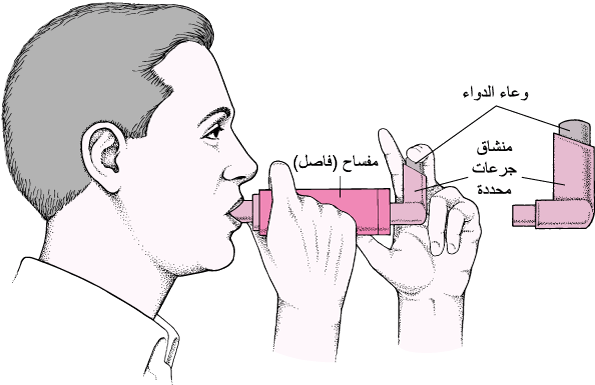 وعاء الدواء
منشاق
جرعات
محددة
مفساح (فاصل)